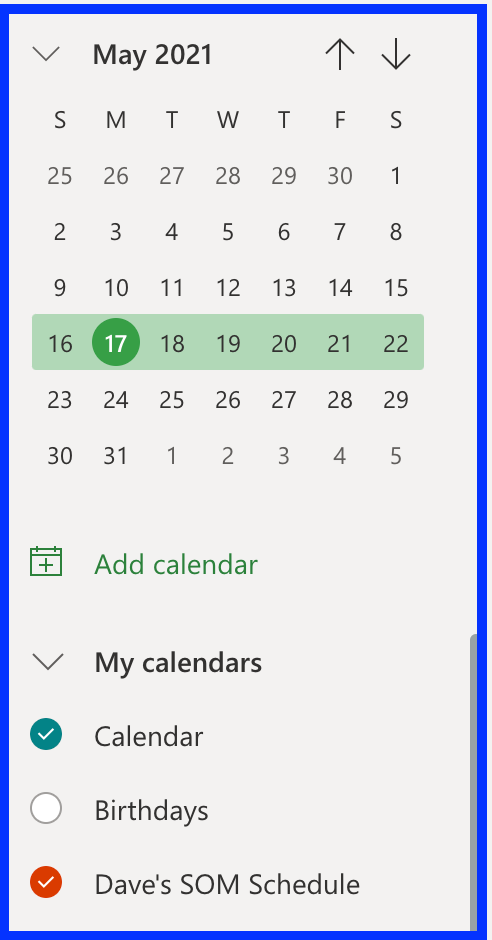 May 2021
S M T W T F S
25 26 27 28 29 30 1
2 3 4 5 6 7 8
9 10 11 12 13 14 15
16 17 18 19 20 21 22
23 24 25 26 27 28 29
30 31 1 2 3 4 5
Add calendar
My calendars
Calendar
Birthdays
Dave's SOM Schedule